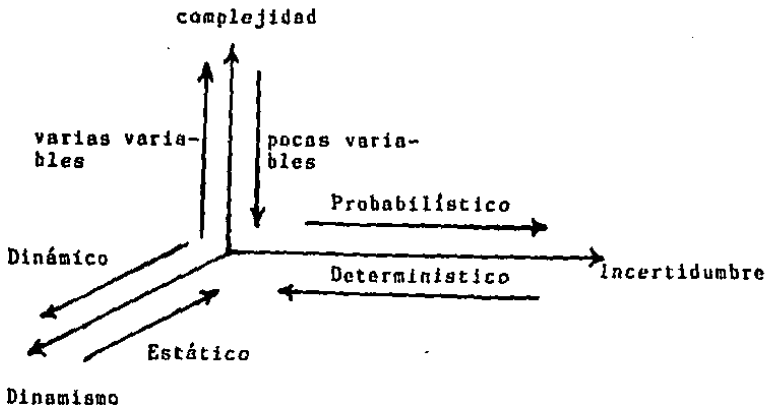 complejidad
varias varia-
bles
pocas varia-
bles
Probabilístico
Dinámico
Determinístico
Incertidumbre
Estático
Dinamismo